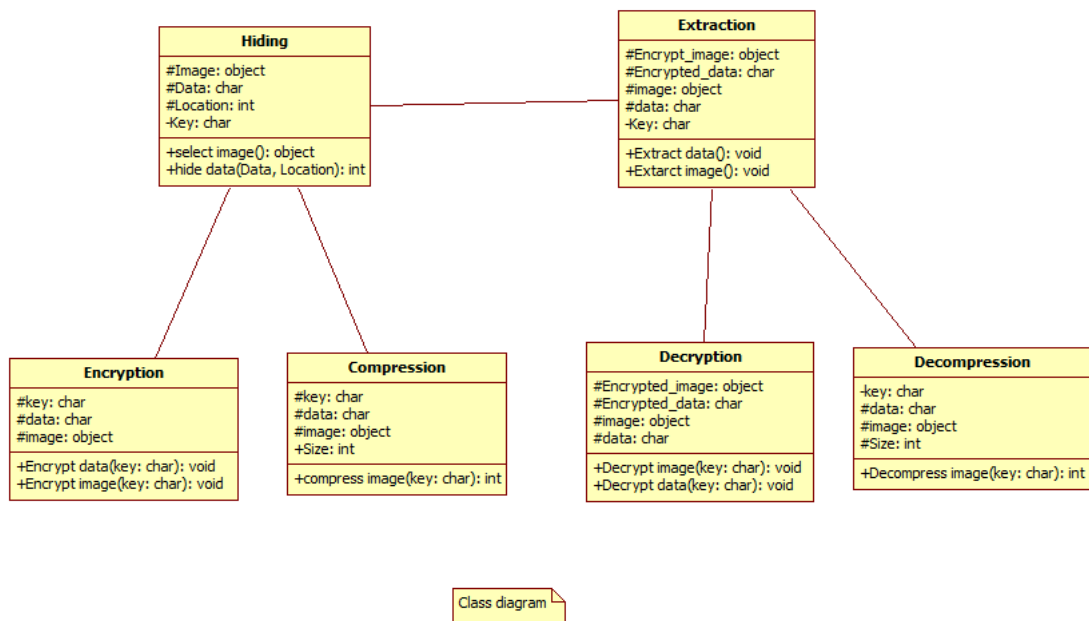 Hiding
#Image: object
#Data: char
#Location: int
-Key: char
+select image(): object
+hide data(Data, Location): int
Extraction
#Encrypt_image: object
#Encrypted_data: char
#image: object
#data: char
-Key: char
+Extract data(): void
+Extarct image(): void
Encryption
#key: char
#data: char
#image: object
+Encrypt data(key: char): void
+Encrypt image(key: char): void
Compression
#key: char
#data: char
#image: object
+Size: int
+compress image(key: char): int
Decryption
#Encrypted_image: object
#Encrypted_data: char
#image: object
#data: char
+Decrypt image(key: char): void
+Decrypt data(key: char): void
Decompression
-key: char
#data: char
#image: object
#Size: int
+Decompress image(key: char): int
Class diagram